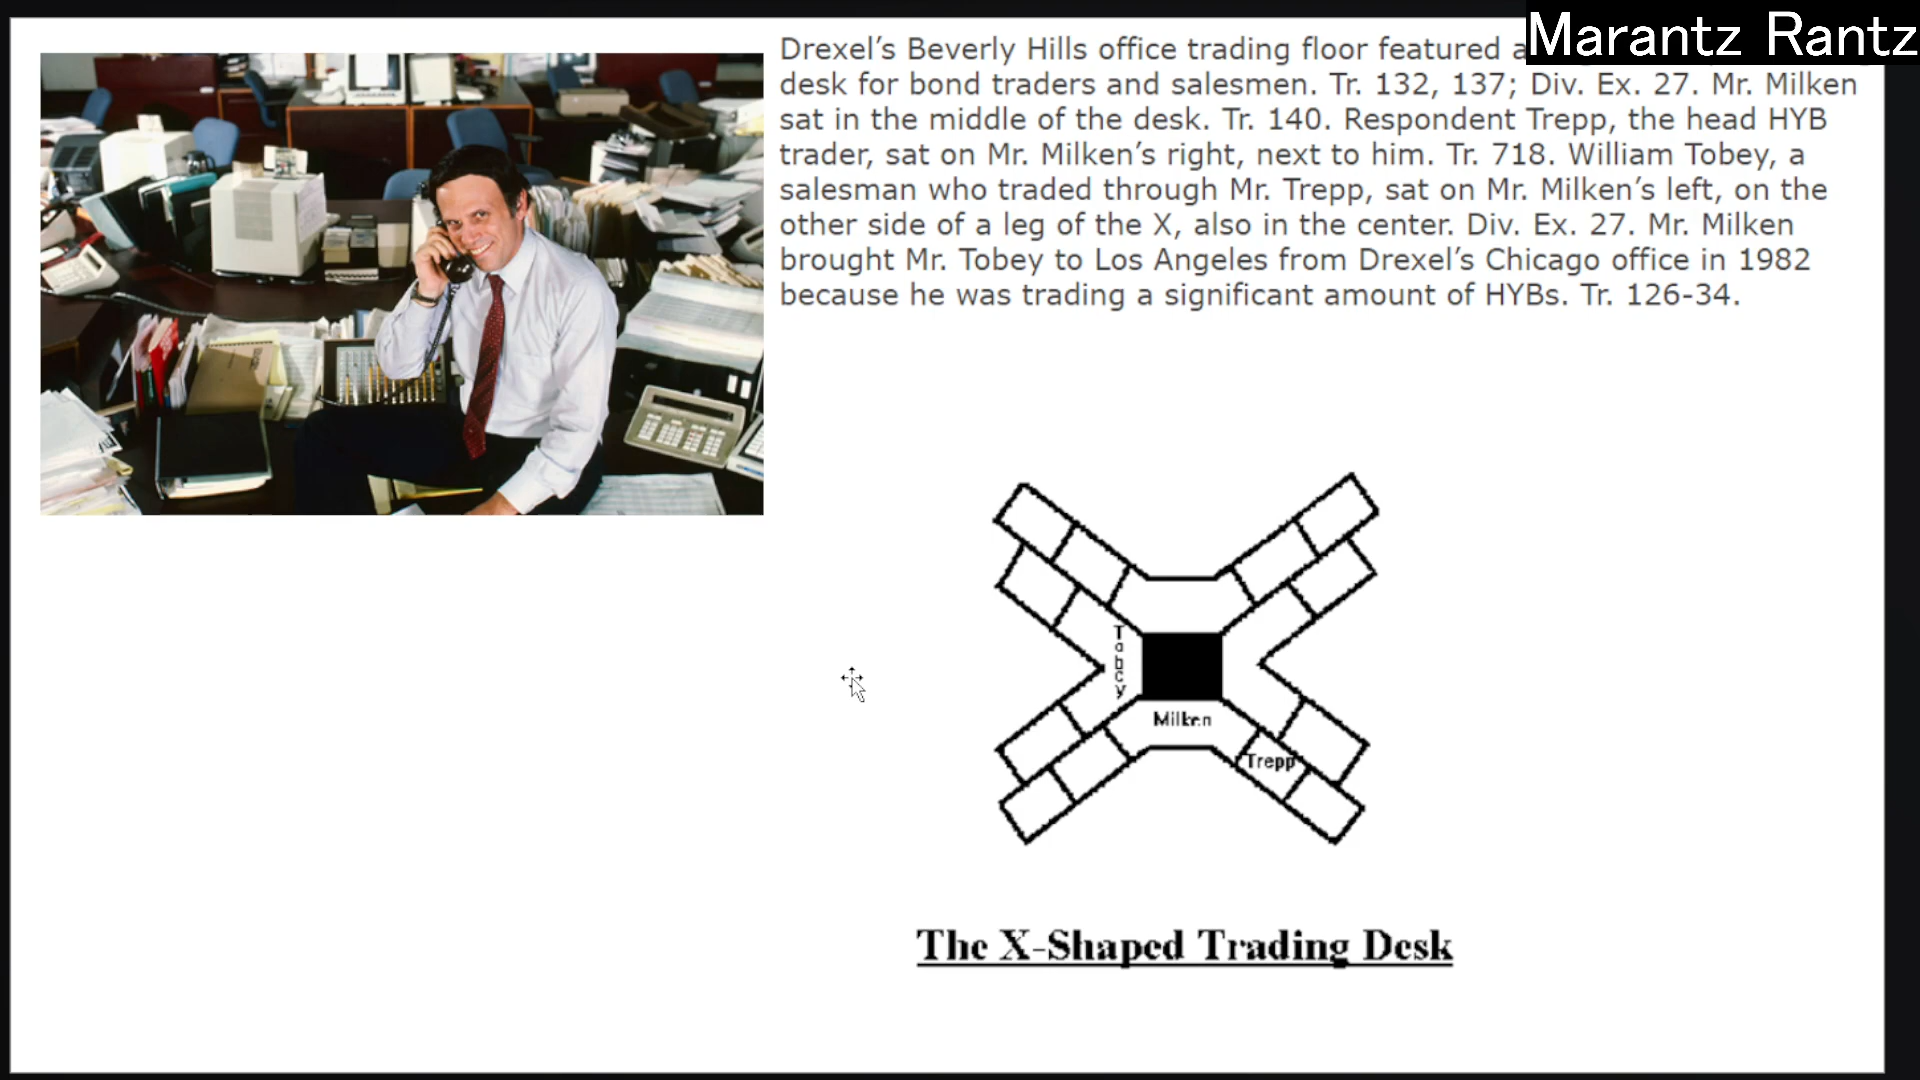 Marantz Rantz
Drexel’s Beverly Hills office trading floor featured a
desk for bond traders and salesmen. Tr. 132, 137; Div. Ex. 27. Mr. Milken
sat in the middle of the desk. Tr. 140. Respondent Trepp, the head HYB
trader, sat on Mr. Milken’s right, next to him. Tr. 718. William Tobey, a
salesman who traded through Mr. Trepp, sat on Mr. Milken’s left, on the
other side of a leg of the X, also in the center. Div. Ex. 27. Mr. Milken
brought Mr. Tobey to Los Angeles from Drexel’s Chicago office in 1982
because he was trading a significant amount of HYBs. Tr. 126-34.
Tobey
Milken
Trepp
The X-Shaped Trading Desk